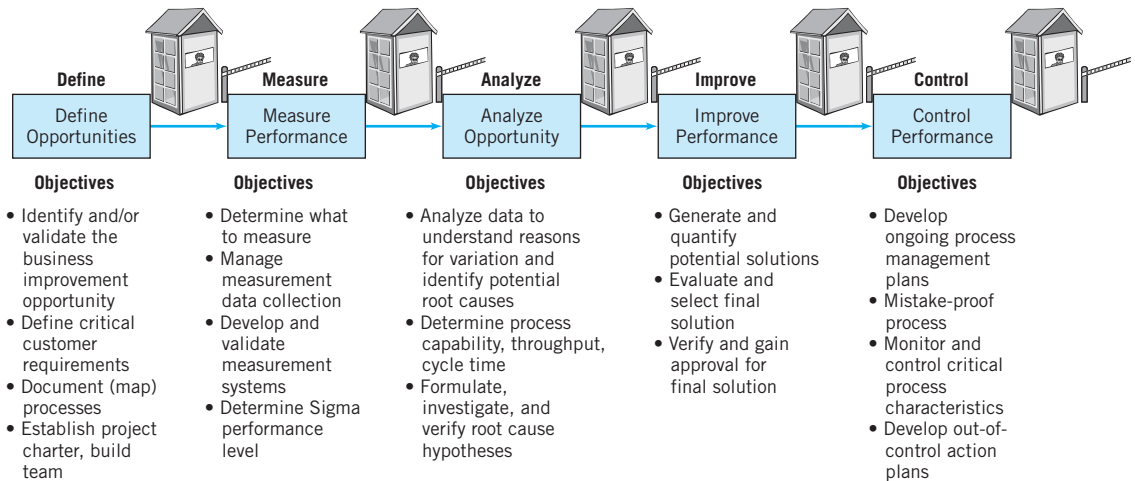 Define
Define
Opportunities
Objectives
• Identify and/or
validate the
business
improvement
opportunity
• Define critical
customer
requirements
• Document (map)
processes
• Establish project
charter, build
team
Measure
Measure
Performance
Objectives
• Determine what
to measure
• Manage
measurement
data collection
• Develop and
validate
measurement
systems
• Determine Sigma
performance
level
Analyze
Analyze
Opportunity
Objectives
• Analyze data to
understand reasons
for variation and
identify potential
root causes
• Determine process
capability, throughput,
cycle time
• Formulate,
investigate, and
verify root cause
hypotheses
Improve
Improve
Performance
Objectives
• Generate and
quantify
potential solutions
• Evaluate and
select final
solution
• Verify and gain
approval for
final solution
Control
Control
Performance
Objectives
• Develop
ongoing process
management
plans
• Mistake-proof
process
• Monitor and
control critical
process
characteristics
• Develop out-of-
control action
plans